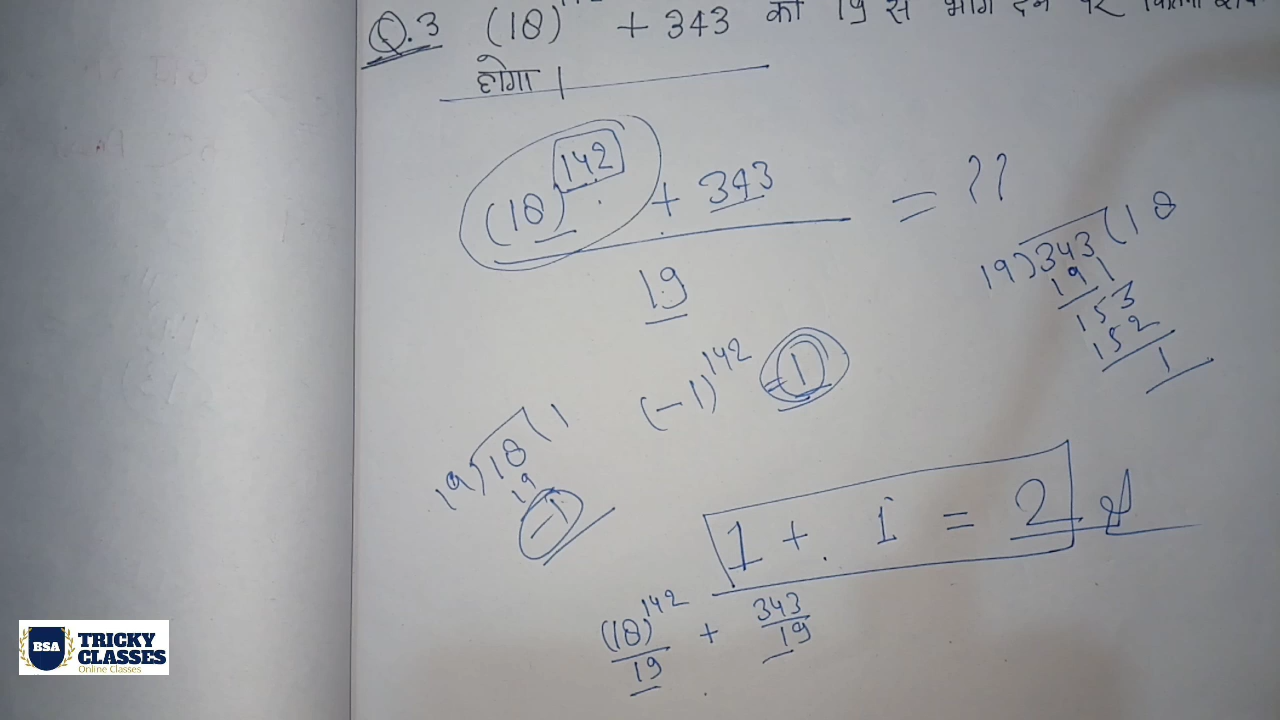 Q.3 (18) + 343 को 19 से भाग देने पर
होगा।
(18)^142 + 343 = ??
19
19)343(18
19
153
152
1
(-1)^142 = 1
19)18(1
19
-1
1 + 1 = 2
(18)^142 + 343
19 19
BSA TRICKY CLASSES
Online Classes